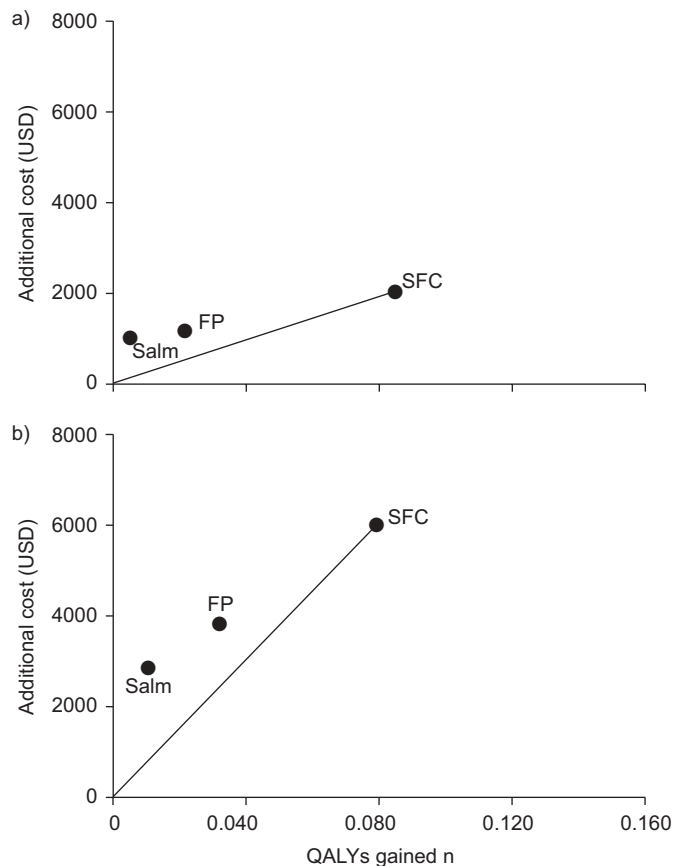 a)
8000
6000
4000
2000
0
Additional cost (USD)
Salm
FP
SFC
b)
8000
6000
4000
2000
0
Additional cost (USD)
Salm
FP
SFC
0 0.040 0.080 0.120 0.160
QALYs gained n